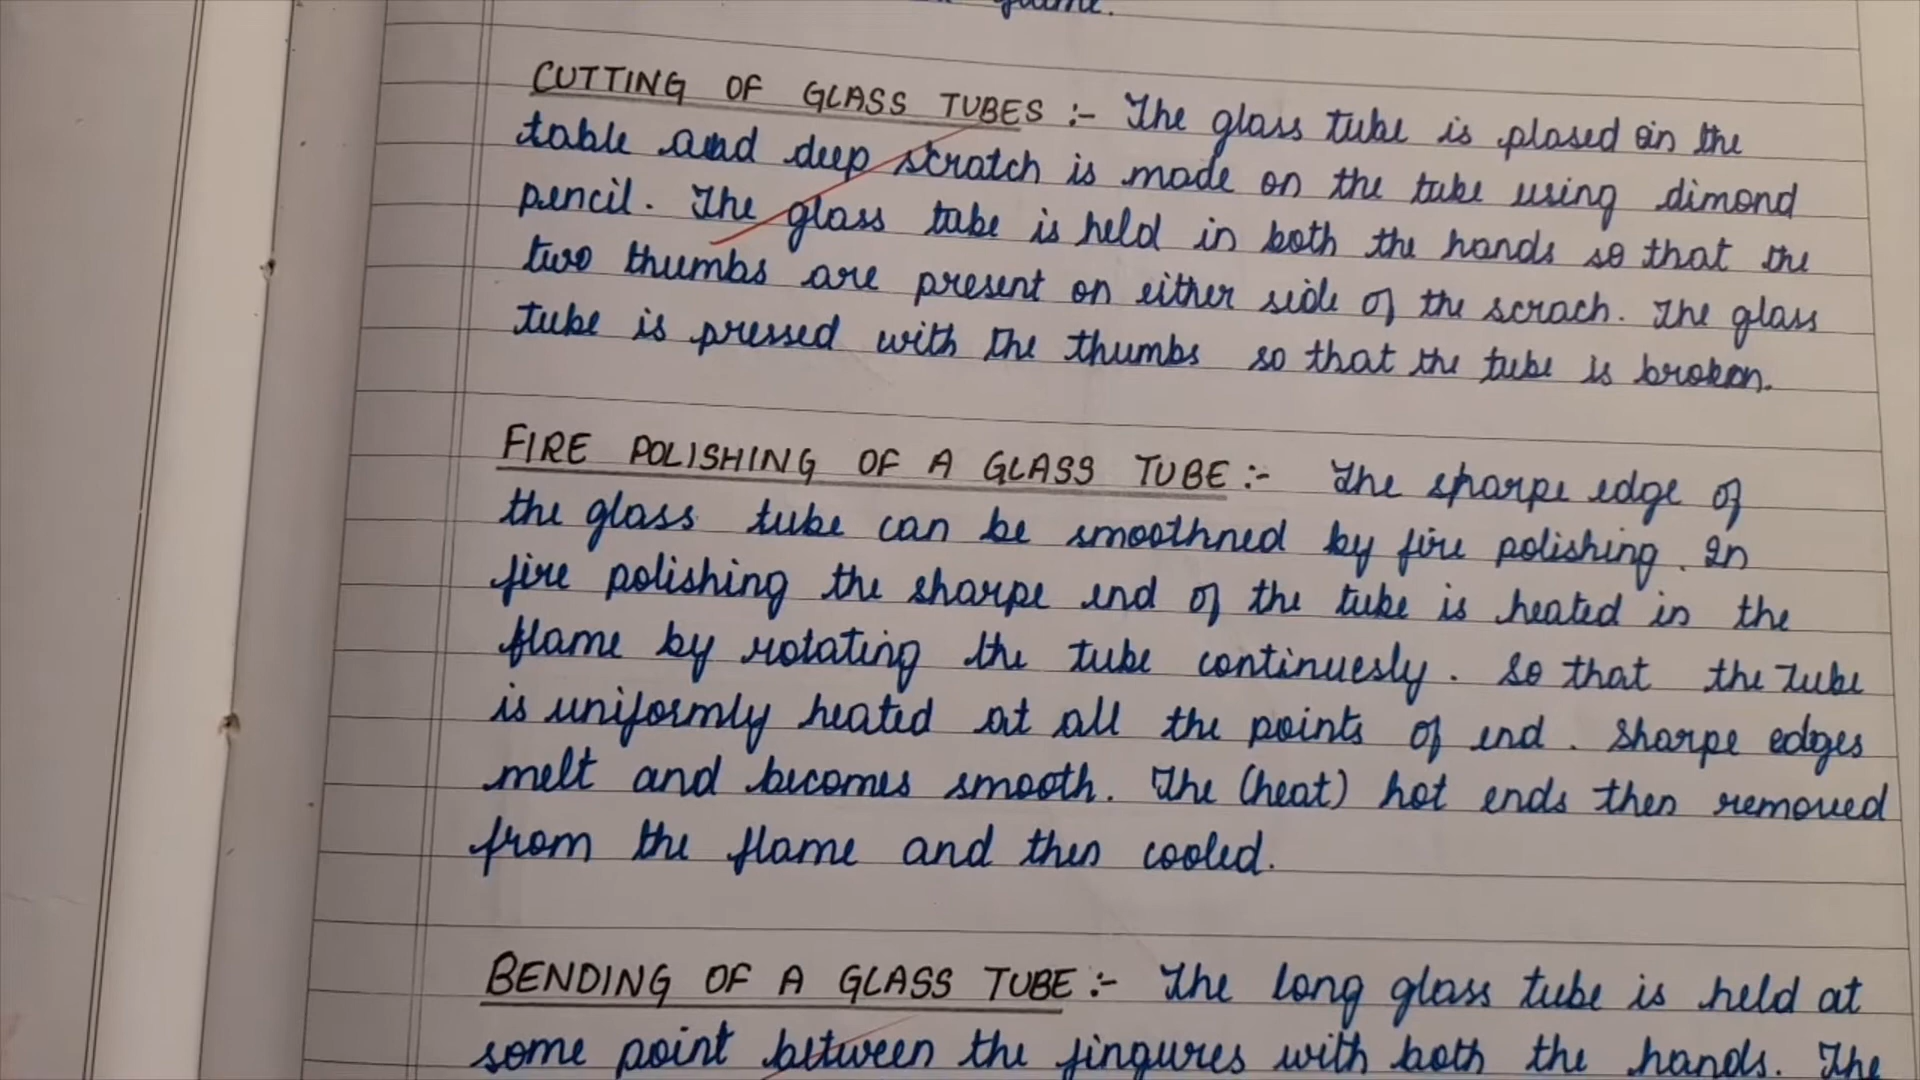 CUTTING OF GLASS TUBES :- The glass tube is plased in the
table and deep scratch is made on the tube using dimond
pencil. The glass tube is held in both the hands so that the
two thumbs are present on either side of the scrach. The glass
tube is pressed with the thumbs so that the tube is broken.
FIRE POLISHING OF A GLASS TUBE :- The sharpe edge of
the glass tube can be smoothned by fire polishing. In
fire polishing the sharpe end of the tube is heated in the
flame by rotating the tube continuesly. So that the tube
is uniformly heated at all the points of end. Sharpe edges
melt and becomes smooth. The (heat) hot ends then removed
from the flame and then cooled.
BENDING OF A GLASS TUBE :- The long glass tube is held at
some point between the fingures with both the hands. The